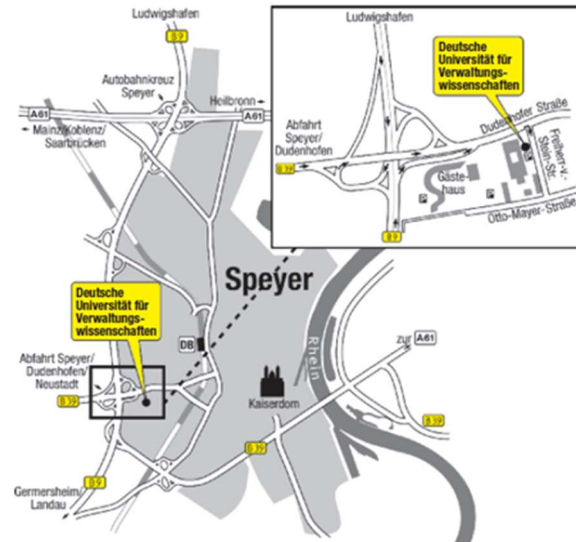 Ludwigshafen
B 9
Autobahnkreuz
Speyer
Heilbronn
A 61
A 61
Mainz/Koblenz/
Saarbrücken
Speyer
Deutsche
Universität für
Verwaltungs-
wissenschaften
DB
Abfahrt Speyer/
Dudenhofen/
Neustadt
B 39
Kaiserdom
Rhein
zur
A 61
B 39
B 39
B 9
Germersheim/
Landau
Ludwigshafen
Deutsche
Universität für
Verwaltungs-
wissenschaften
Abfahrt
Speyer/
Dudenhofen
B 39
Dudenhofer Straße
Freiherr-v.-
Stein-Str.
Gäste-
haus
P
P
P
Otto-Mayer-Straße
B 9